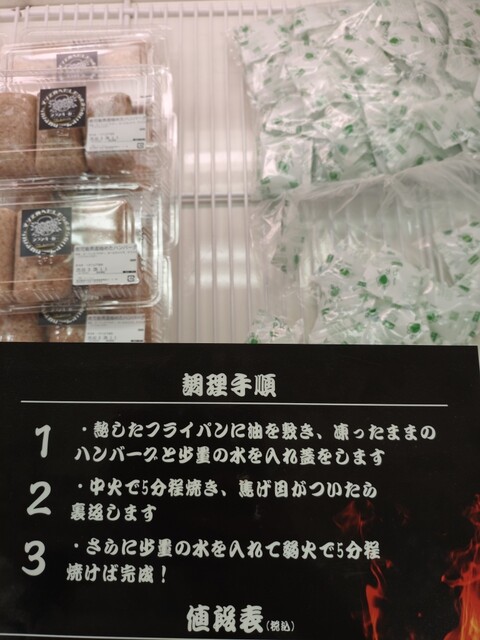 調理手順
1 ・熱したフライパンに油を敷き、凍ったままの
ハンバーグと少量の水を入れ蓋をします
2 ・中火で5分程焼き、焦げ目がついたら
裏返します
3 ・さらに少量の水を入れて弱火で5分程
焼けば完成！
値段表(税込)